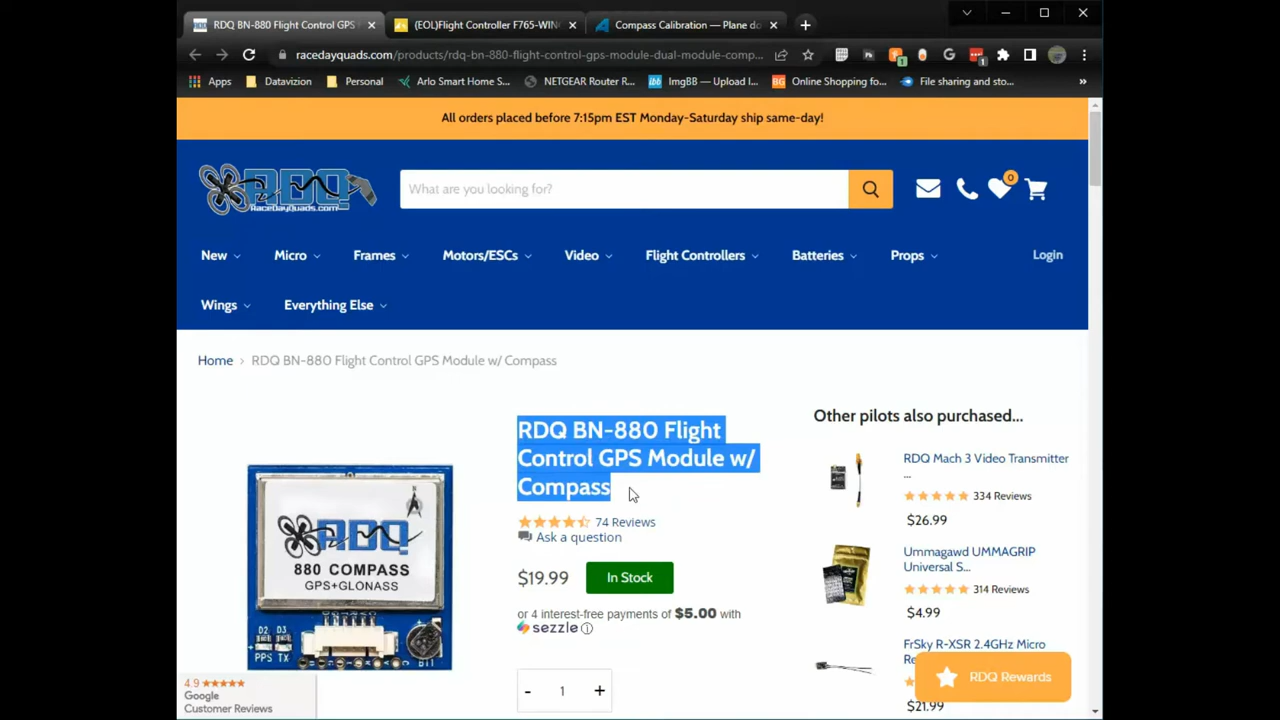 RDQ BN-880 Flight Control GPS
(EOL)Flight Controller F765-WIN
Compass Calibration — Plane do
racedayquads.com/products/rdq-bn-880-flight-control-gps-module-dual-module-comp...
Apps
Datavizion
Personal
Arlo Smart Home S...
NETGEAR Router R...
ImgBB — Upload I...
Online Shopping fo...
File sharing and sto...
All orders placed before 7:15pm EST Monday-Saturday ship same-day!
RDQ
RaceDayQuads.com
What are you looking for?
0
New
Micro
Frames
Motors/ESCs
Video
Flight Controllers
Batteries
Props
Login
Wings
Everything Else
Home > RDQ BN-880 Flight Control GPS Module w/ Compass
RDQ BN-880 Flight
Control GPS Module w/
Compass
74 Reviews
Ask a question
$19.99
In Stock
or 4 interest-free payments of $5.00 with
sezzle
- 1 +
N
RDQ
880 COMPASS
GPS+GLONASS
D2 D3
PPS TX
BT1
4.9
Google
Customer Reviews
Other pilots also purchased...
RDQ Mach 3 Video Transmitter
...
334 Reviews
$26.99
Ummagawd UMMAGRIP
Universal S...
314 Reviews
$4.99
FrSky R-XSR 2.4GHz Micro
$21.99
RDQ Rewards